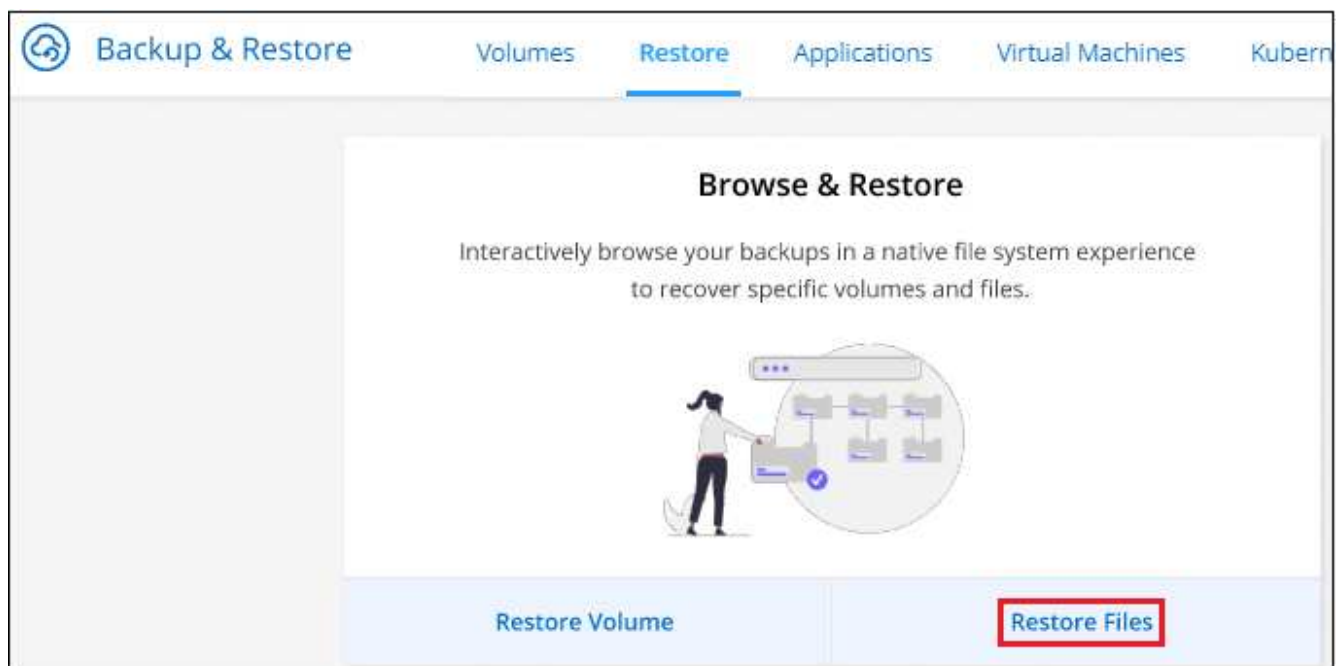 Backup & Restore Volumes Restore Applications Virtual Machines Kubern
Browse & Restore
Interactively browse your backups in a native file system experience
to recover specific volumes and files.
Restore Volume Restore Files